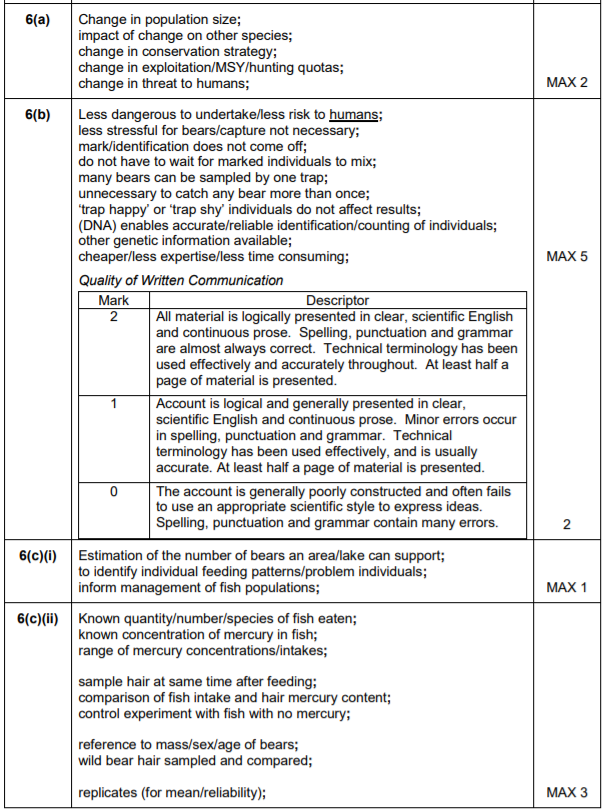 6(a)
Change in population size;
impact of change on other species;
change in conservation strategy;
change in exploitation/MSY/hunting quotas;
change in threat to humans;
MAX 2
6(b)
Less dangerous to undertake/less risk to humans;
less stressful for bears/capture not necessary;
mark/identification does not come off;
do not have to wait for marked individuals to mix;
many bears can be sampled by one trap;
unnecessary to catch any bear more than once;
‘trap happy’ or ‘trap shy’ individuals do not affect results;
(DNA) enables accurate/reliable identification/counting of individuals;
other genetic information available;
cheaper/less expertise/less time consuming;
MAX 5
Quality of Written Communication
Mark Descriptor
2 All material is logically presented in clear, scientific English
and continuous prose. Spelling, punctuation and grammar
are almost always correct. Technical terminology has been
used effectively and accurately throughout. At least half a
page of material is presented.
1 Account is logical and generally presented in clear,
scientific English and continuous prose. Minor errors occur
in spelling, punctuation and grammar. Technical
terminology has been used effectively, and is usually
accurate. At least half a page of material is presented.
0 The account is generally poorly constructed and often fails
to use an appropriate scientific style to express ideas.
Spelling, punctuation and grammar contain many errors.
2
6(c)(i)
Estimation of the number of bears an area/lake can support;
to identify individual feeding patterns/problem individuals;
inform management of fish populations;
MAX 1
6(c)(ii)
Known quantity/number/species of fish eaten;
known concentration of mercury in fish;
range of mercury concentrations/intakes;
sample hair at same time after feeding;
comparison of fish intake and hair mercury content;
control experiment with fish with no mercury;
reference to mass/sex/age of bears;
wild bear hair sampled and compared;
replicates (for mean/reliability);
MAX 3